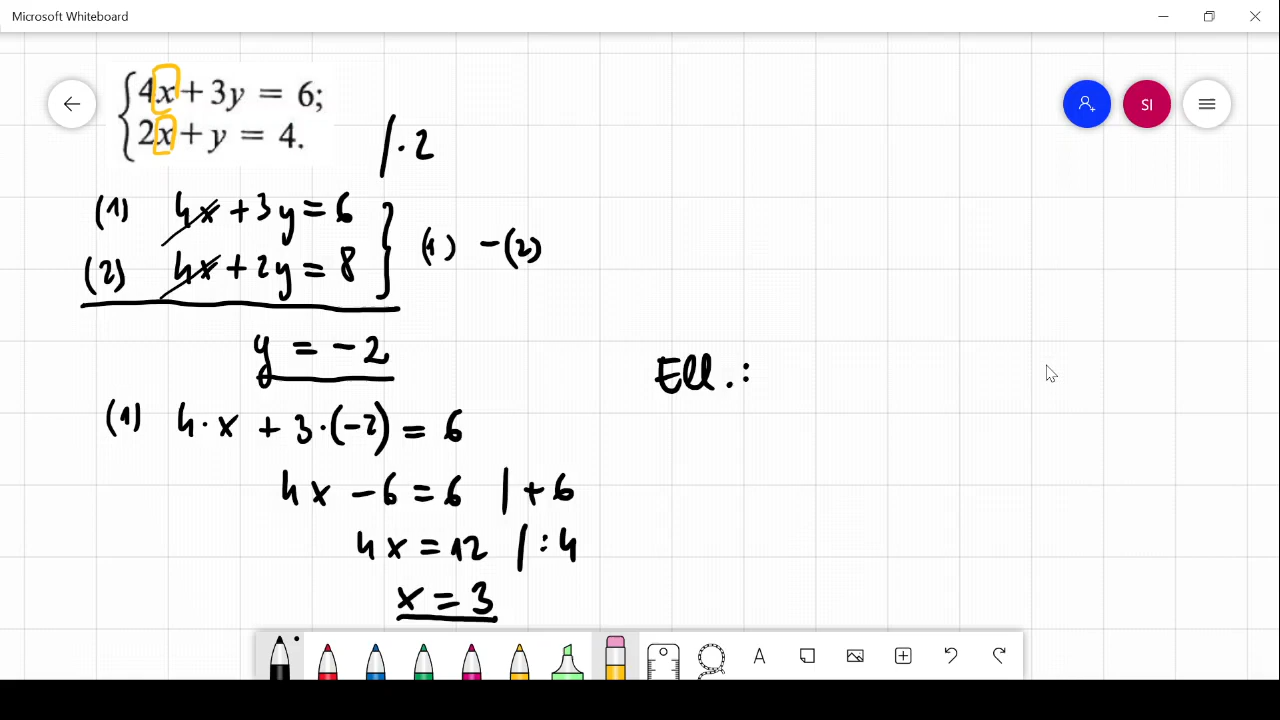 Microsoft Whiteboard
4x + 3y = 6;
2x + y = 4.
/ · 2
(1) 4x + 3y = 6
(2) 4x + 2y = 8
(1) - (2)
y = -2
(1) 4 · x + 3 · (-2) = 6
4x - 6 = 6 | + 6
4x = 12 | : 4
x = 3
Ell.:
SI
A